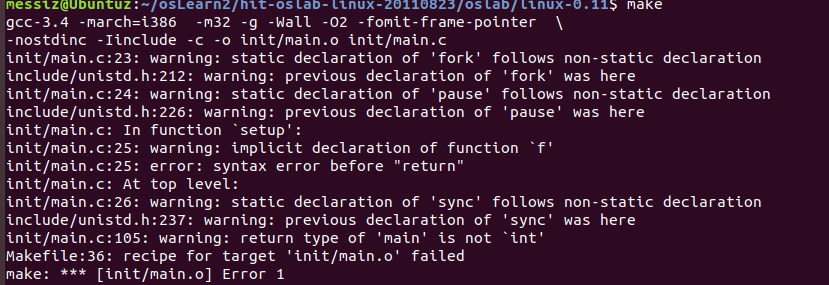 messiz@Ubuntuz:~/osLearn2/hit-oslab-linux-20110823/oslab/linux-0.11$ make
gcc-3.4 -march=i386  -m32 -g -Wall -O2 -fomit-frame-pointer  \
-nostdinc -Iinclude -c -o init/main.o init/main.c
init/main.c:23: warning: static declaration of 'fork' follows non-static declaration
include/unistd.h:212: warning: previous declaration of 'fork' was here
init/main.c:24: warning: static declaration of 'pause' follows non-static declaration
include/unistd.h:226: warning: previous declaration of 'pause' was here
init/main.c: In function `setup':
init/main.c:25: warning: implicit declaration of function `f'
init/main.c:25: error: syntax error before "return"
init/main.c: At top level:
init/main.c:26: warning: static declaration of 'sync' follows non-static declaration
include/unistd.h:237: warning: previous declaration of 'sync' was here
init/main.c:105: warning: return type of 'main' is not `int'
Makefile:36: recipe for target 'init/main.o' failed
make: *** [init/main.o] Error 1